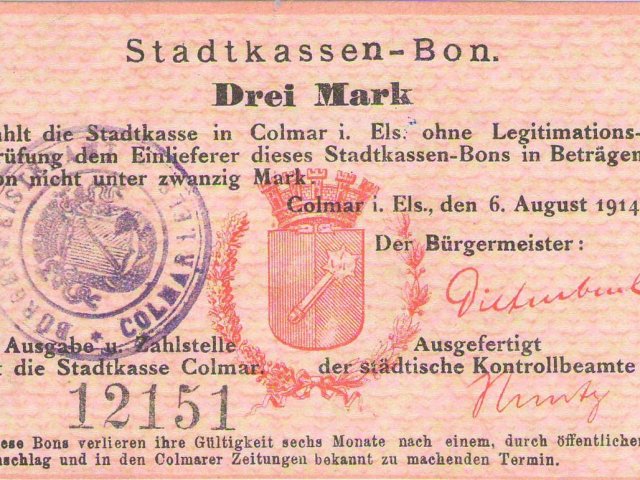 Stadtkassen-Bon.
Drei Mark
ahlt die Stadtkasse in Colmar i. Els. ohne Legitimations-
rüfung dem Einlieferer dieses Stadtkassen-Bons in Beträgen
on nicht unter zwanzig Mark
Colmar i. Els., den 6. August 1914
Der Bürgermeister:
BÜRGERMEISTERAMT COLMAR I ELS *
Ausgabe u. Zahlstelle
t die Stadtkasse Colmar.
Ausgefertigt
der städtische Kontrollbeamte
12151
ese Bons verlieren ihre Gültigkeit sechs Monate nach einem, durch öffentlichen
nschlag und in den Colmarer Zeitungen bekannt zu machenden Termin.